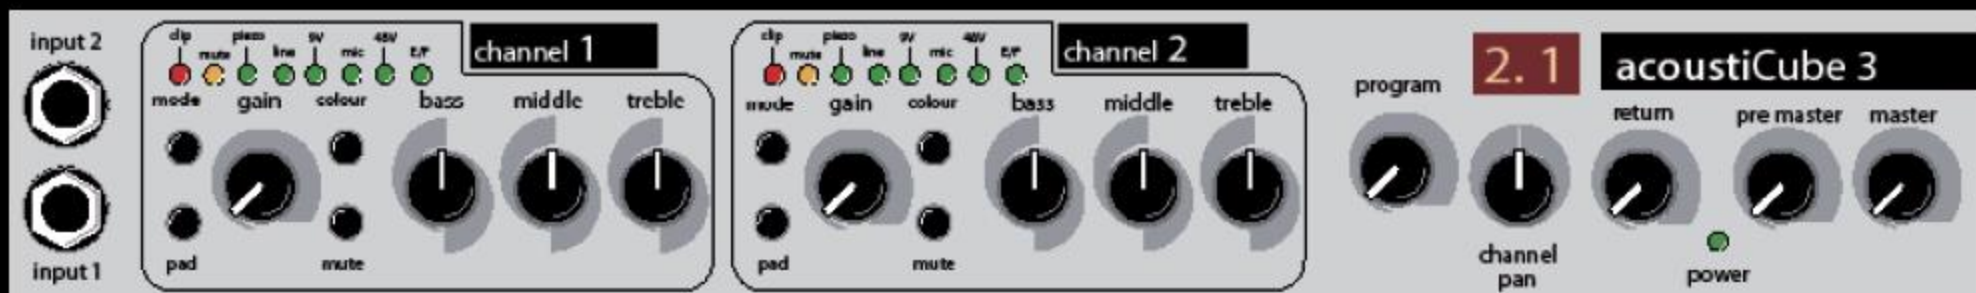 input 2
input 1
clip mute piezo line 9V mic 48V E/F
channel 1
mode gain colour bass middle treble
pad mute
clip mute piezo line 9V mic 48V E/F
channel 2
mode gain colour bass middle treble
pad mute
program
2. 1
channel
pan
acoustiCube 3
return pre master master
power